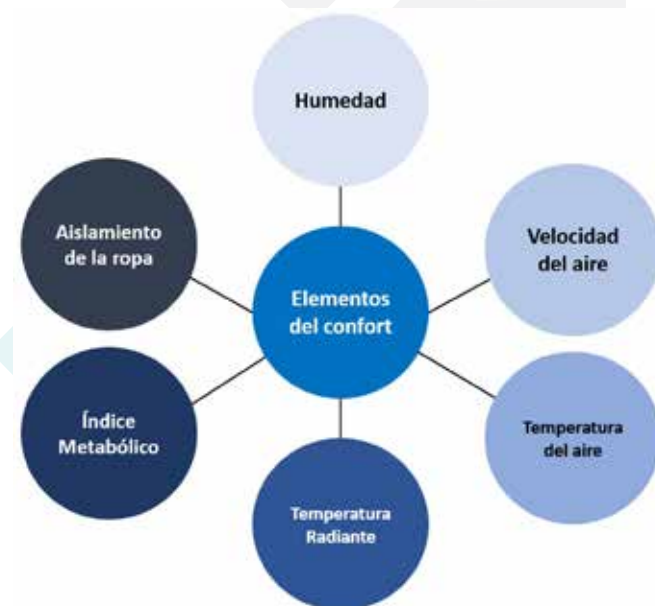 Humedad
Velocidad
del aire
Temperatura
del aire
Temperatura
Radiante
Índice
Metabólico
Aislamiento
de la ropa
Elementos
del confort